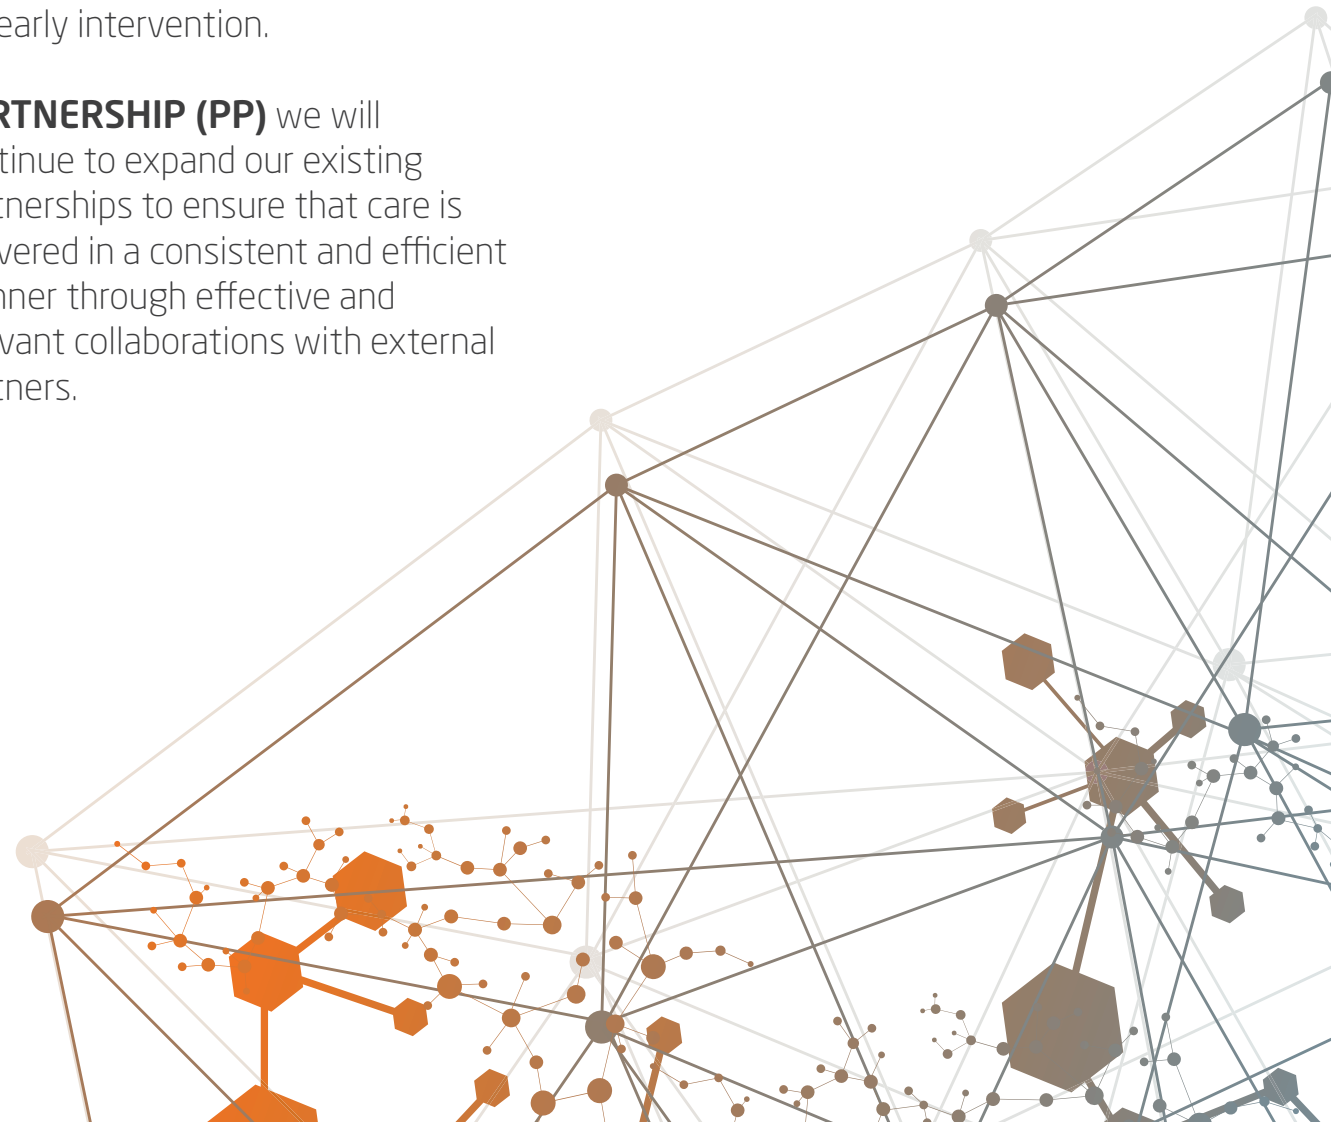 early intervention.
RTNERSHIP (PP) we will
tinue to expand our existing
tnerships to ensure that care is
vered in a consistent and efficient
nner through effective and
vant collaborations with external
tners.